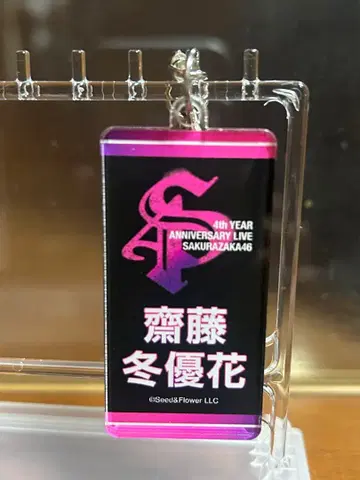 4th YEAR
ANNIVERSARY LIVE
SAKURAZAKA46
齋藤
冬優花
©Seed&Flower LLC